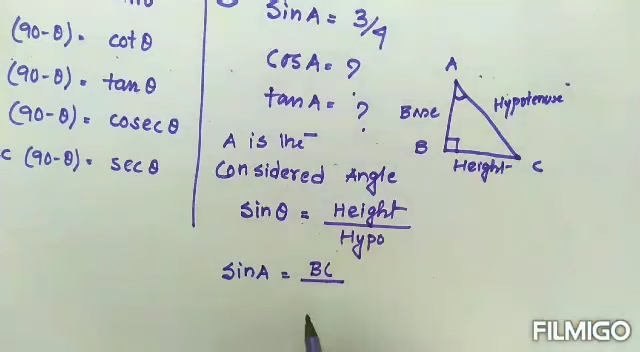 (90-θ) = cotθ
(90-θ) = tanθ
(90-θ) = cosecθ
c (90-θ) = secθ
SinA = 3/4
CosA = ?
tanA = ?
A is the
Considered Angle
Sinθ = Height
Hypo
SinA = BC
A
Base
Hypotenuse
B
Height
C
FILMIGO